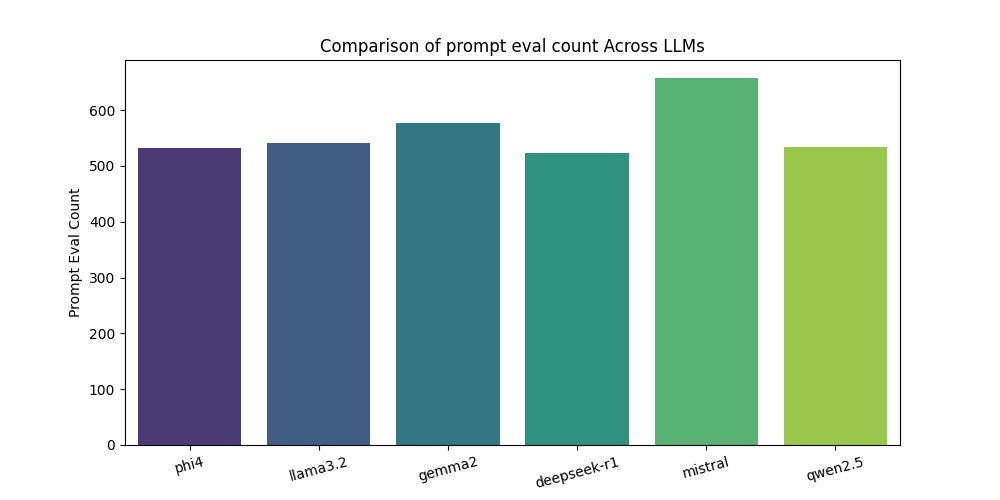 Comparison of prompt eval count Across LLMs
Prompt Eval Count
600
500
400
300
200
100
0
phi4
llama3.2
gemma2
deepseek-r1
mistral
qwen2.5